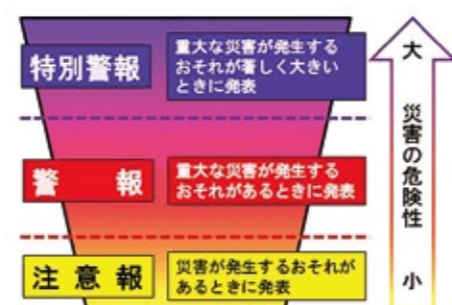 特別警報
重大な災害が発生する
おそれが著しく大きい
ときに発表
警報
重大な災害が発生する
おそれがあるときに発表
注意報
災害が発生するおそれが
あるときに発表
大
災害の危険性
小